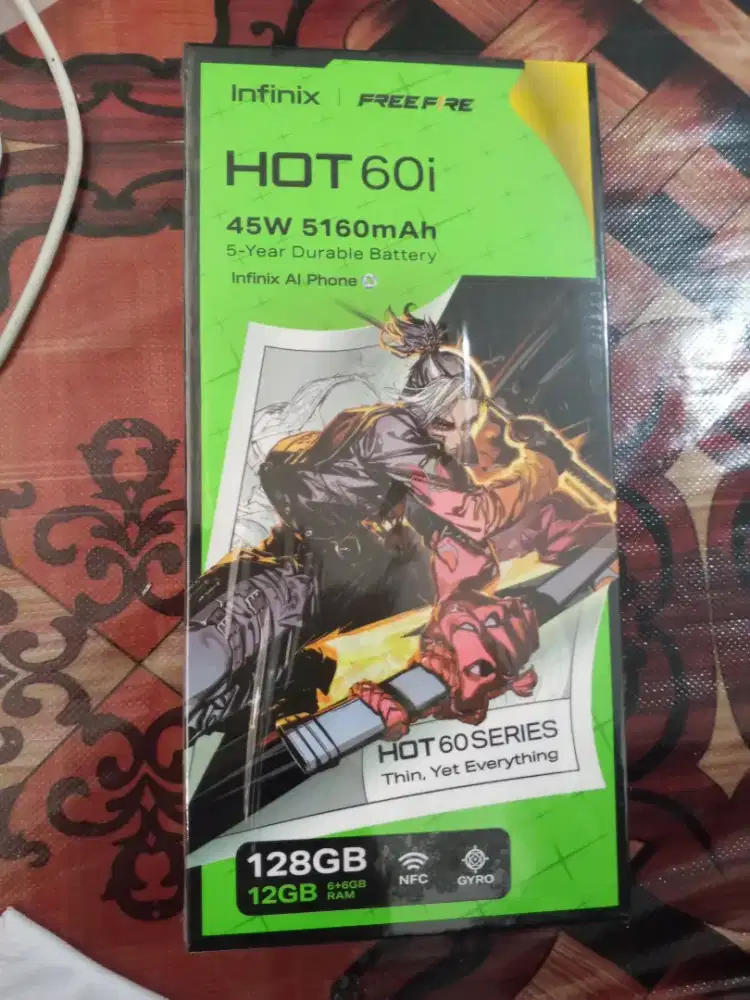 Infinix | FREE FIRE
HOT 60i
45W 5160mAh
5-Year Durable Battery
Infinix AI Phone
HOT 60 SERIES
Thin, Yet Everything
128GB
12GB 6+6GB RAM
NFC
GYRO